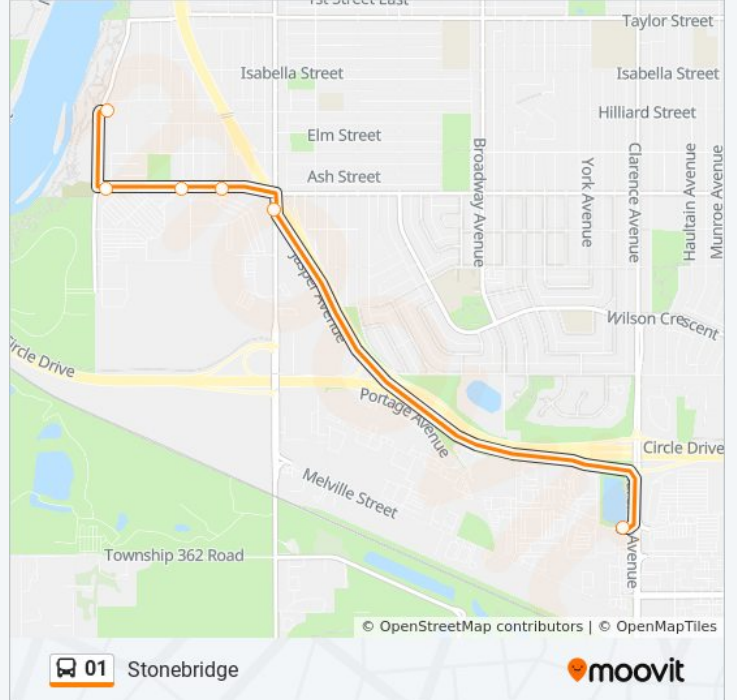 1st Street East
Taylor Street
Isabella Street
Isabella Street
Hilliard Street
Elm Street
Ash Street
Broadway Avenue
York Avenue
Clarence Avenue
Haultain Avenue
Munroe Avenue
Jasper Avenue
Wilson Crescent
Circle Drive
Portage Avenue
Circle Drive
Melville Street
Township 362 Road
Avenue
© OpenStreetMap contributors | © OpenMapTiles
01 Stonebridge
moovit